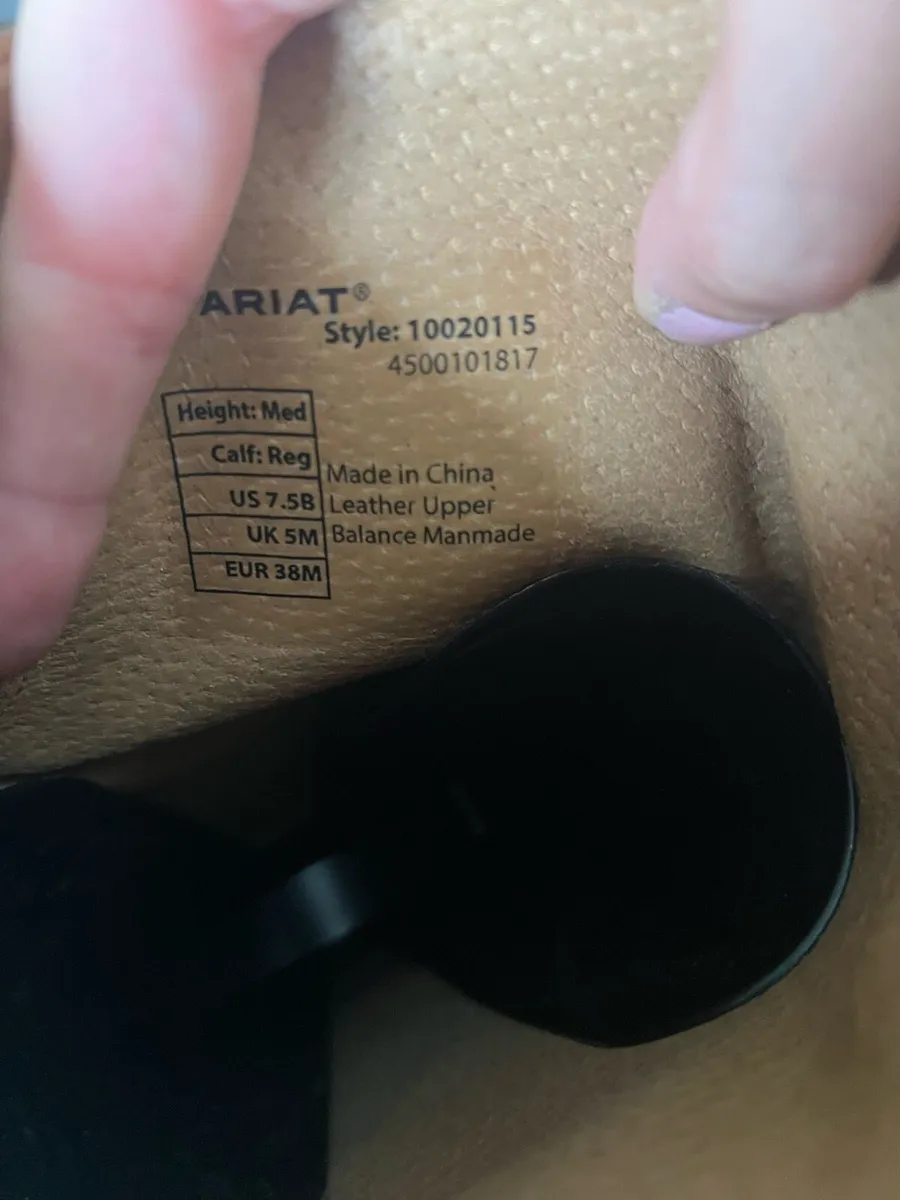 ARIAT®
Style: 10020115
4500101817
Height: Med
Calf: Reg
US 7.5B
UK 5M
EUR 38M
Made in China
Leather Upper
Balance Manmade